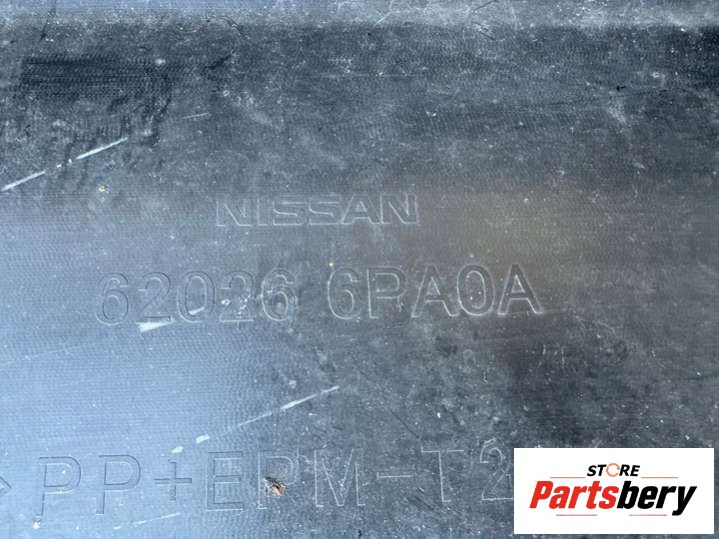 NISSAN
62026 6PA0A
>PP+EPM-T2
STORE
Partsbery